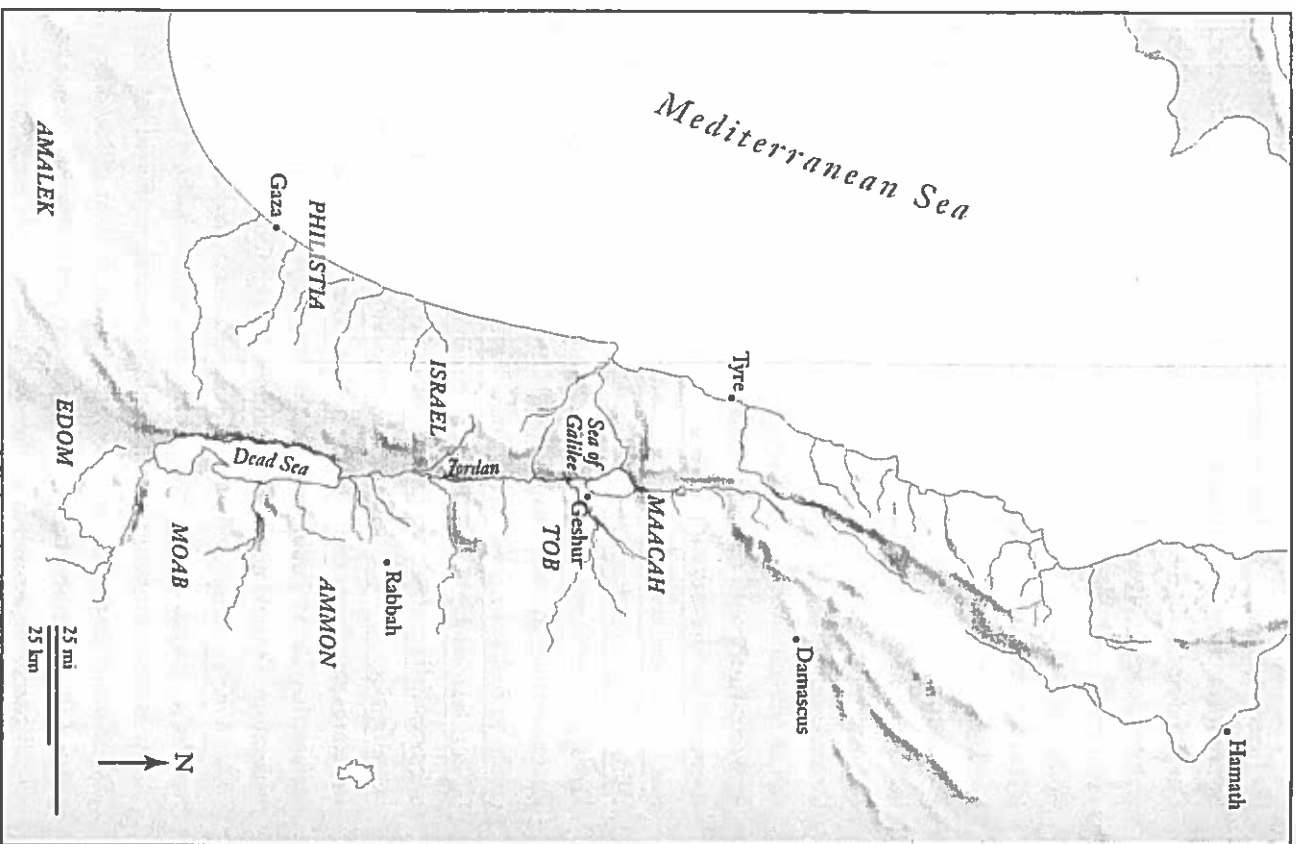 Mediterranean Sea
Hamath
Damascus
Tyre
MAACAH
Sea of
Galilee
Geshur
TOB
Jordan
ISRAEL
Rabbah
AMMON
PHILISTIA
Gaza
Dead Sea
MOAB
EDOM
AMALEK
N
25 mi
25 km